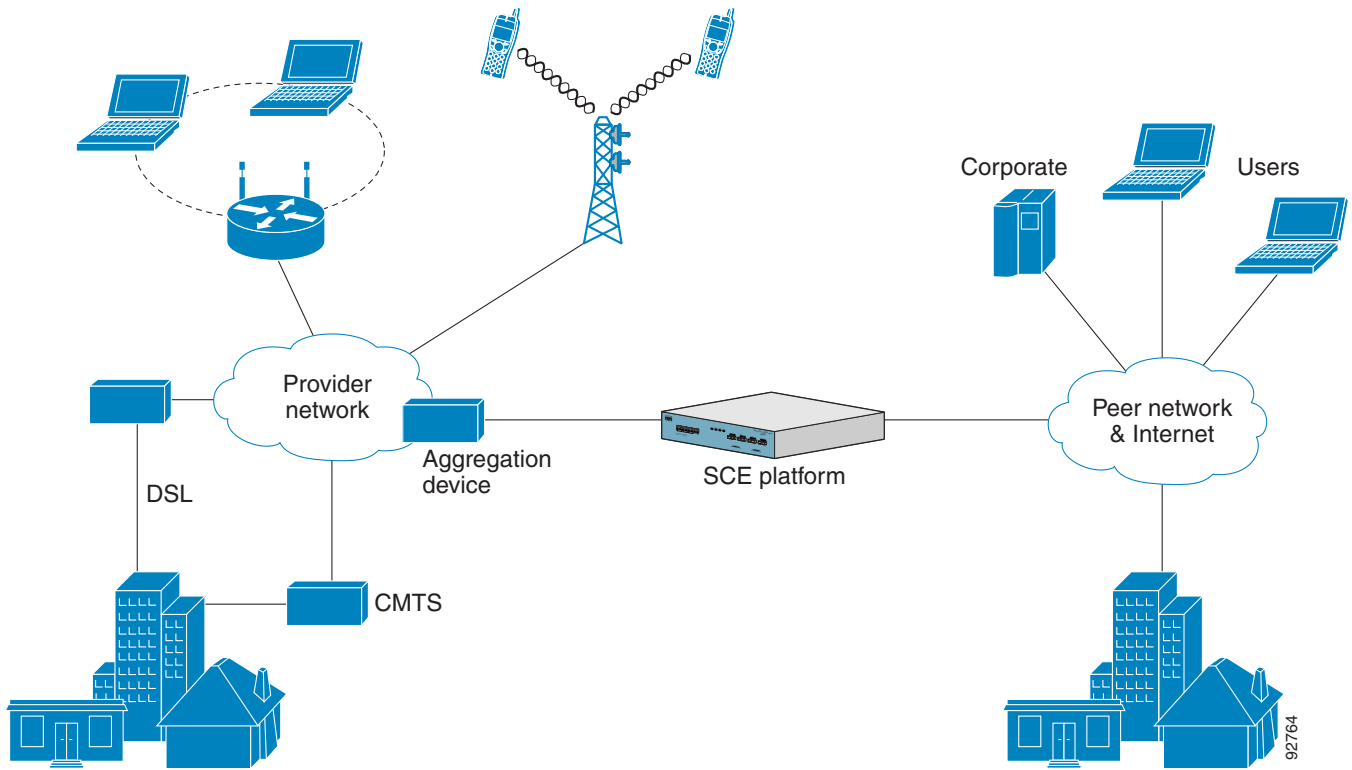 Corporate
Users
Provider
network
Peer network
& Internet
Aggregation
device
SCE platform
DSL
CMTS
92764